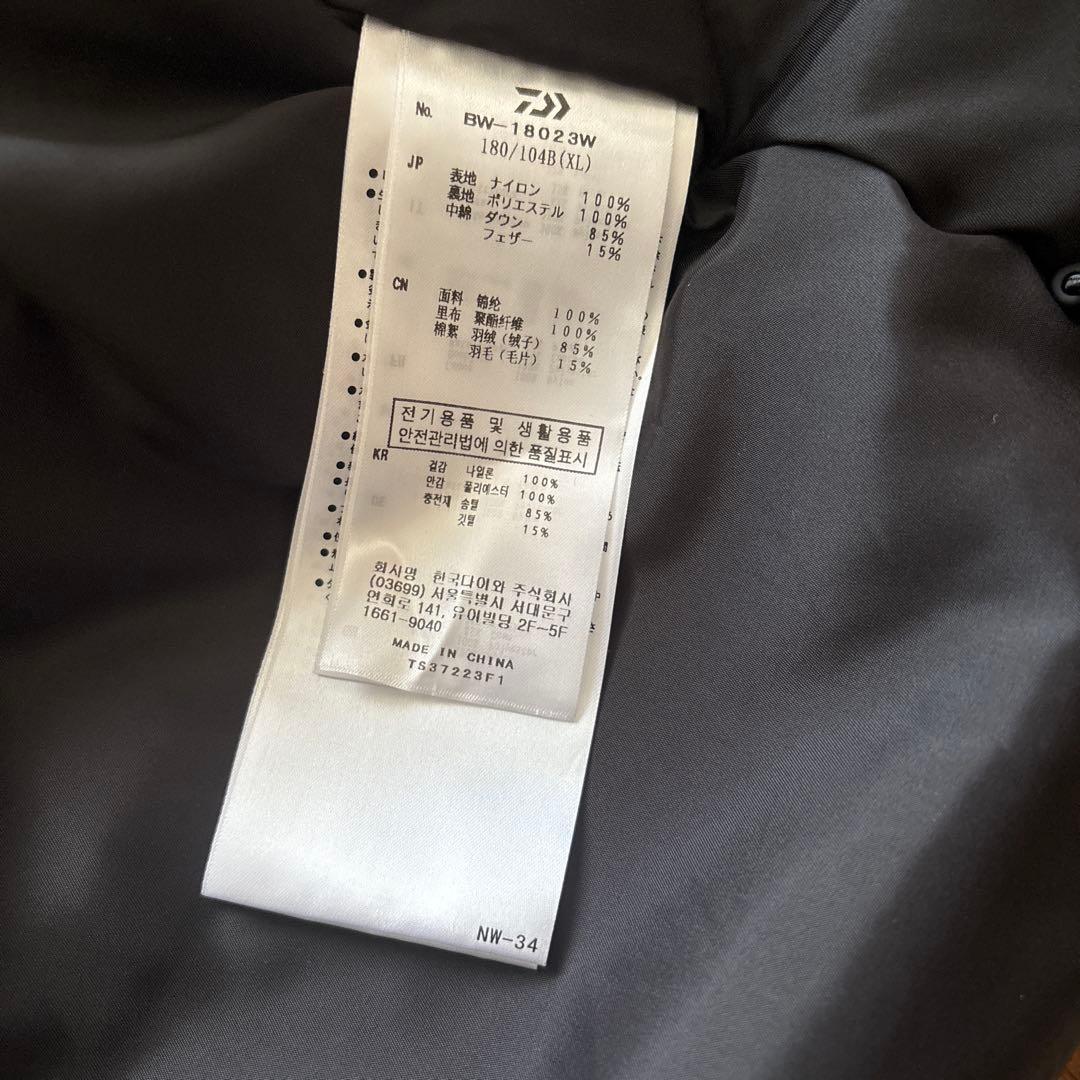 No. BW-18023W
180/104B(XL)
JP
表地 ナイロン 100%
裏地 ポリエステル 100%
中綿 ダウン 85%
フェザー 15%
CN
面料 锦纶 100%
里布 聚酯纤维 100%
棉絮 羽绒(绒子) 85%
羽毛(毛片) 15%
전기용품 및 생활용품
안전관리법에 의한 품질표시
KR
겉감 나일론 100%
안감 폴리에스터 100%
충전재 솜털 85%
깃털 15%
회사명 한국다이와 주식회사
(03699) 서울특별시 서대문구
연희로 141, 유이빌딩 2F-5F
1661-9040
MADE IN CHINA
TS37223F1
NW-34